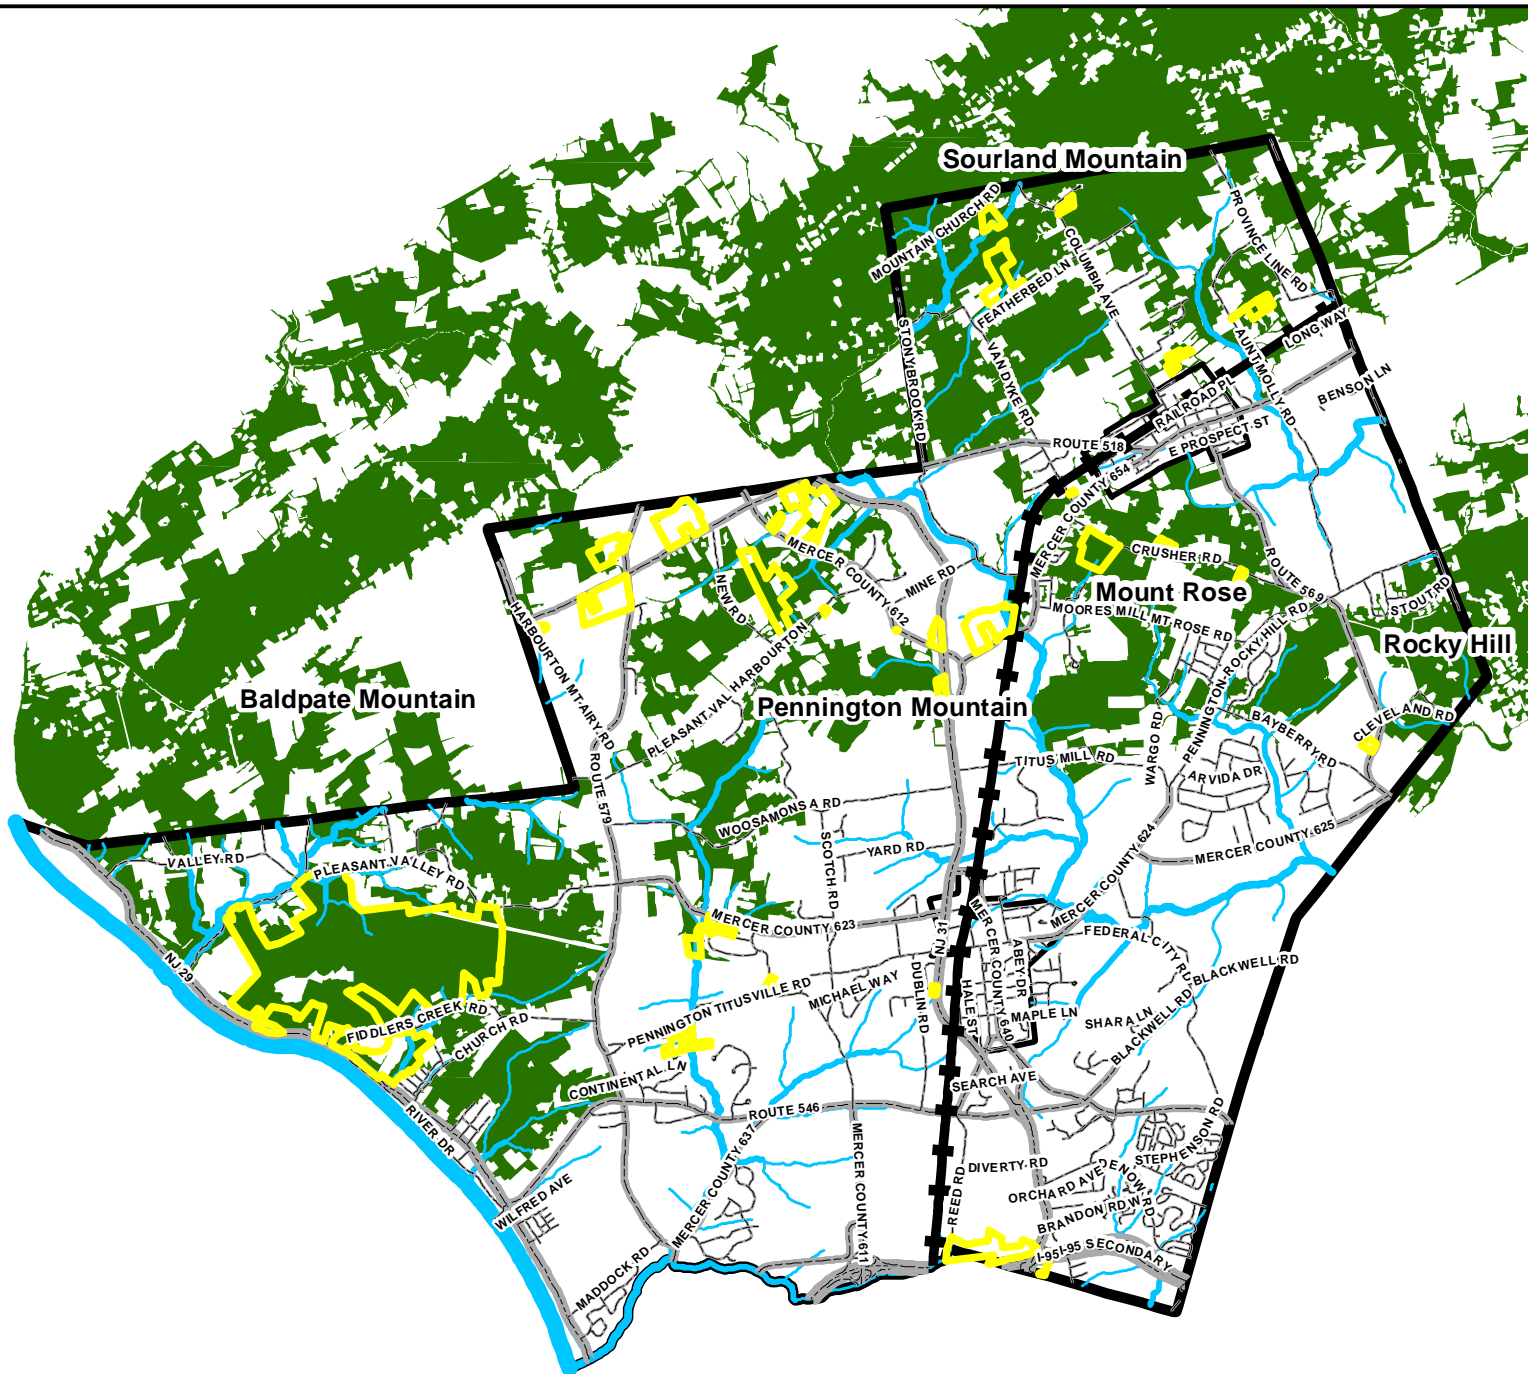 Sourland Mountain
MOUNTAIN CHURCH RD
PROVINCE LINE RD
COLUMBIA AVE
FEATHERBED LN
STONY BROOK RD
VAN DYKE RD
AUNT MOLLY RD
LONG WAY
BENSON LN
RAILROAD PL
ROUTE 518
E PROSPECT ST
MERCER COUNTY 654
CRUSHER RD
Mount Rose
MOORES MILL MT ROSE RD
ROUTE 569
STOUT RD
Rocky Hill
PENNINGTON-ROCKY HILL RD
MERCER COUNTY 612
MINE RD
NEW RD
HARBOURTON MT AIRY RD
PLEASANT VAL HARBOURTON
Baldpate Mountain
Pennington Mountain
CLEVELAND RD
BAYBERRY RD
WARGO RD
TITUS MILL RD
ARVIDA DR
ROUTE 579
WOOSAMONSA RD
SCOTCH RD
YARD RD
MERCER COUNTY 624
MERCER COUNTY 625
VALLEY RD
PLEASANT VALLEY RD
MERCER COUNTY 623
NJ 31
MERCER COUNTY 640
ABEY DR
FEDERAL CITY RD
BLACKWELL RD
NJ 29
FIDDLERS CREEK RD
CHURCH RD
PENNINGTON TITUSVILLE RD
MICHAEL WAY
DUBLIN RD
HALE ST
MAPLE LN
SHARA LN
BLACKWELL RD
CONTINENTAL LN
SEARCH AVE
ROUTE 546
RIVER DR
MERCER COUNTY 637
MERCER COUNTY 611
REED RD
DIVERTY RD
ORCHARD AVE
DENOW RD
STEPHENSON RD
WILFRED AVE
BRANDON RD W
I-95
I-95 SECONDARY
MADDOCK RD